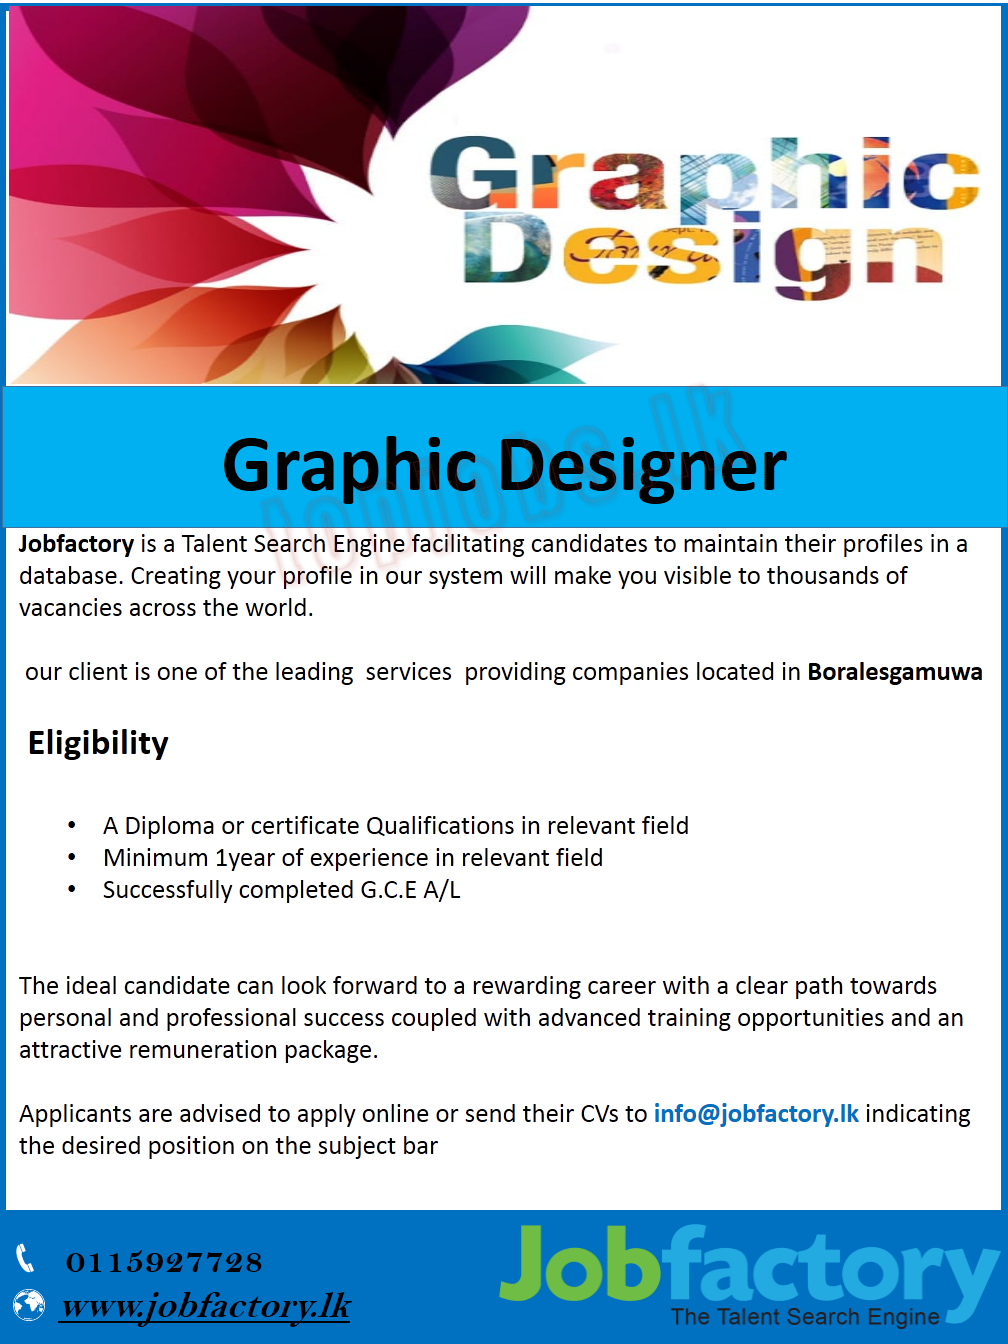 Graphic
Design
Graphic Designer
Jobfactory is a Talent Search Engine facilitating candidates to maintain their profiles in a
database. Creating your profile in our system will make you visible to thousands of
vacancies across the world.
our client is one of the leading services providing companies located in Boralesgamuwa
Eligibility
• A Diploma or certificate Qualifications in relevant field
• Minimum 1year of experience in relevant field
• Successfully completed G.C.E A/L
The ideal candidate can look forward to a rewarding career with a clear path towards
personal and professional success coupled with advanced training opportunities and an
attractive remuneration package.
Applicants are advised to apply online or send their CVs to info@jobfactory.lk indicating
the desired position on the subject bar
0115927728
www.jobfactory.lk
Jobfactory
The Talent Search Engine